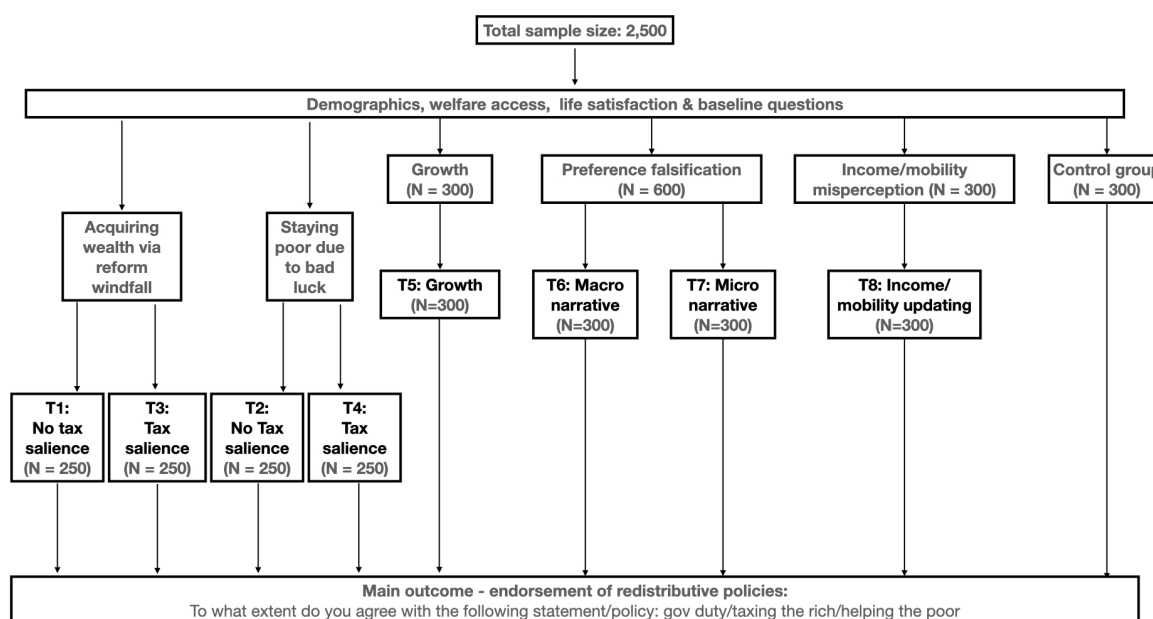 Total sample size: 2,500
Demographics, welfare access, life satisfaction & baseline questions
Growth
(N = 300)
Preference falsification
(N = 600)
Income/mobility
misperception (N = 300)
Control group
(N = 300)
Acquiring
wealth via
reform
windfall
Staying
poor due
to bad
luck
T5: Growth
(N=300)
T6: Macro
narrative
(N=300)
T7: Micro
narrative
(N=300)
T8: Income/
mobility updating
(N=300)
T1:
No tax
salience
(N = 250)
T3:
Tax
salience
(N = 250)
T2:
No Tax
salience
(N = 250)
T4:
Tax
salience
(N = 250)
Main outcome - endorsement of redistributive policies:
To what extent do you agree with the following statement/policy: gov duty/taxing the rich/helping the poor